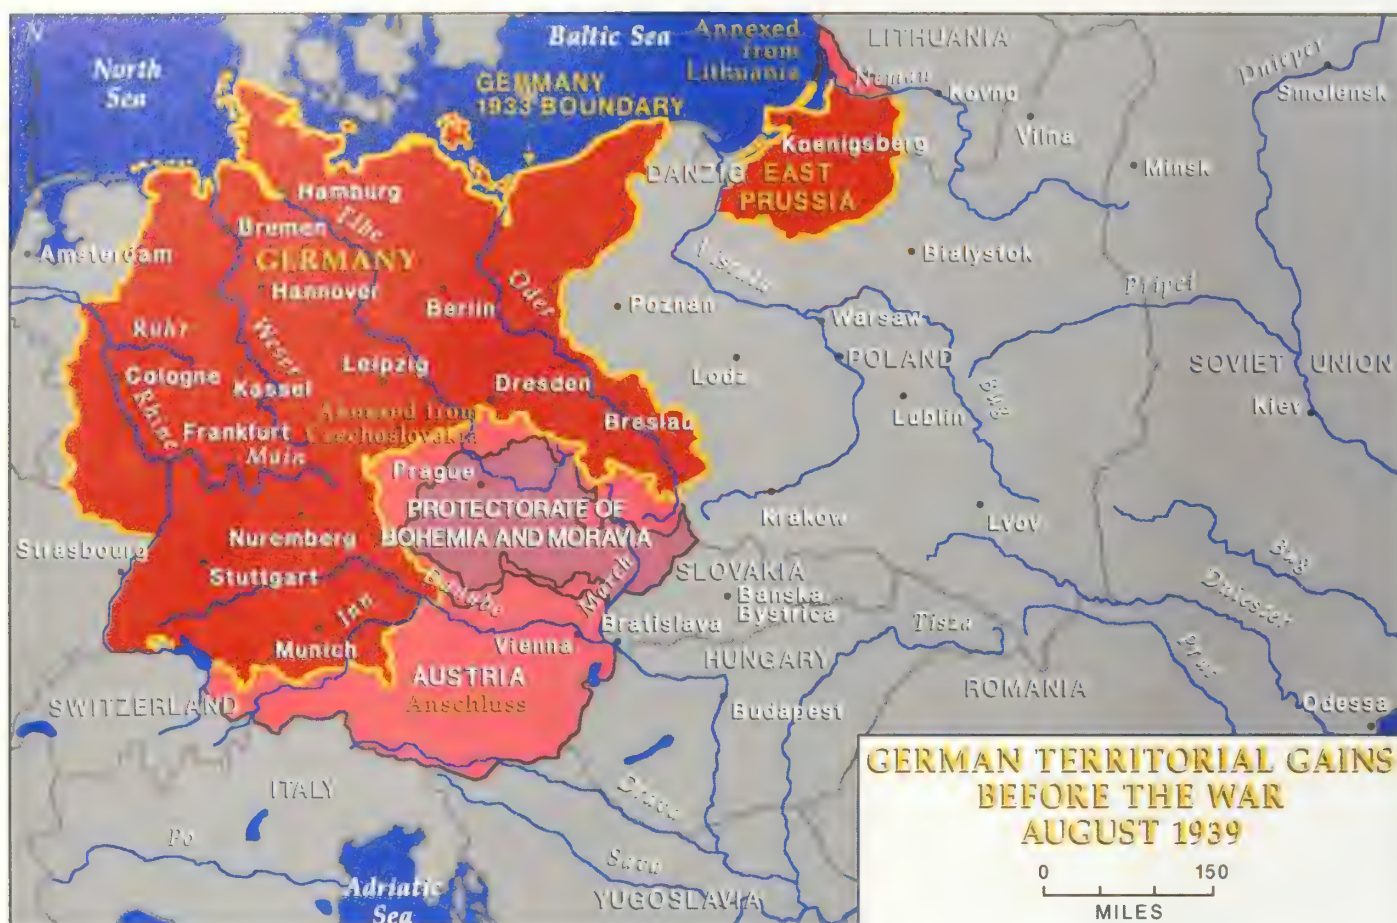 N
North
Sea
Baltic Sea
Annexed
from
Lithuania
LITHUANIA
Neman
Kovno
Vilna
Dnieper
Smolensk
Minsk
GERMANY
1933 BOUNDARY
Koenigsberg
DANZIG
EAST
PRUSSIA
Hamburg
Bremen
Elbe
Amsterdam
GERMANY
Hannover
Berlin
Oder
Vistula
Bialystok
Poznan
Pripet
Warsaw
POLAND
Ruhr
Weser
Leipzig
Cologne
Kassel
Dresden
Lodz
SOVIET UNION
Rhine
Annexed from
Czechoslovakia
Breslau
Lublin
Bug
Kiev
Frankfurt
Main
Prague
PROTECTORATE OF
BOHEMIA AND MORAVIA
Krakow
Lvov
Strasbourg
Nuremberg
Stuttgart
Danube
March
SLOVAKIA
Banska
Bystrica
Bug
Dniester
Inn
Munich
Vienna
Bratislava
Tisza
Prut
HUNGARY
AUSTRIA
Anschluss
ROMANIA
SWITZERLAND
Budapest
Odessa
ITALY
Drava
Po
Sava
Adriatic
Sea
YUGOSLAVIA
GERMAN TERRITORIAL GAINS
BEFORE THE WAR
AUGUST 1939
0 150
MILES